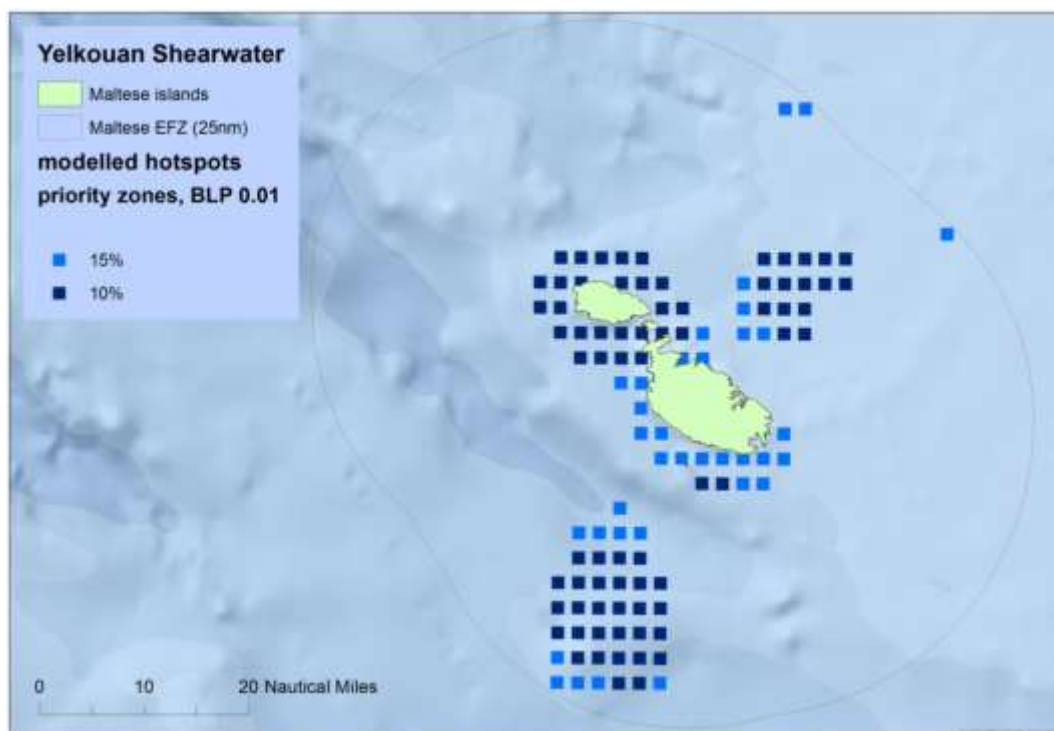 Yelkouan Shearwater
Maltese islands
Maltese EFZ (25nm)
modelled hotspots
priority zones, BLP 0.01
15%
10%
0 10 20 Nautical Miles